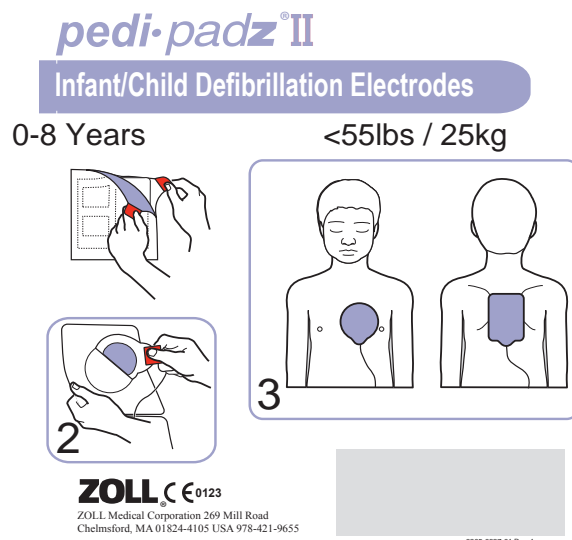 pedi•padz®II
Infant/Child Defibrillation Electrodes
0-8 Years
<55lbs / 25kg
2
3
ZOLL® CE 0123
ZOLL Medical Corporation 269 Mill Road
Chelmsford, MA 01824-4105 USA 978-421-9655